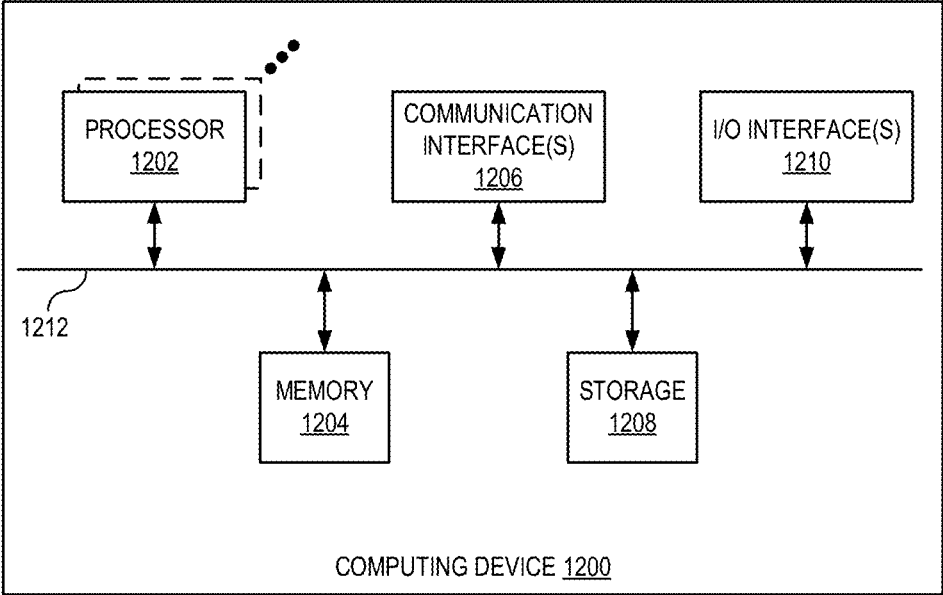 PROCESSOR
1202
COMMUNICATION
INTERFACE(S)
1206
I/O INTERFACE(S)
1210
1212
MEMORY
1204
STORAGE
1208
COMPUTING DEVICE 1200